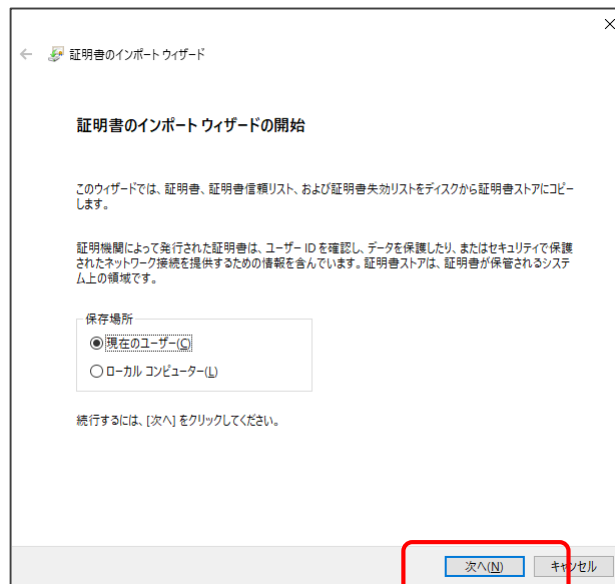 証明書のインポート ウィザード
証明書のインポート ウィザードの開始
このウィザードでは、証明書、証明書信頼リスト、および証明書失効リストをディスクから証明書ストアにコピー
します。
証明機関によって発行された証明書は、ユーザー ID を確認し、データを保護したり、またはセキュリティで保護
されたネットワーク接続を提供するための情報を含んでいます。証明書ストアは、証明書が保管されるシステ
ム上の領域です。
保存場所
現在のユーザー(C)
ローカル コンピューター(L)
続行するには、[次へ] をクリックしてください。
次へ(N) キャンセル